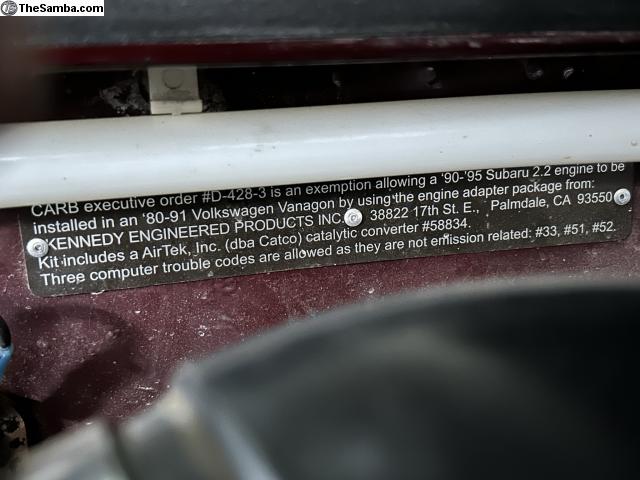 TheSamba.com
CARB executive order #D-428-3 is an exemption allowing a '90-'95 Subaru 2.2 engine to be
installed in an '80-91 Volkswagen Vanagon by using the engine adapter package from:
KENNEDY ENGINEERED PRODUCTS INC. 38822 17th St. E., Palmdale, CA 93550
Kit includes a AirTek, Inc. (dba Catco) catalytic converter #58834.
Three computer trouble codes are allowed as they are not emission related: #33, #51, #52.